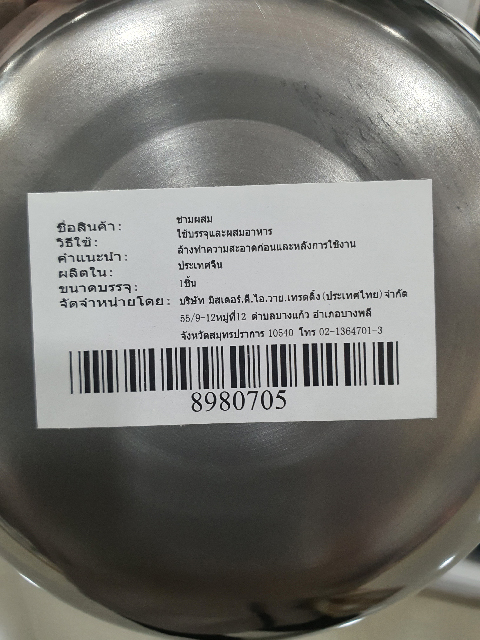 ชื่อสินค้า: ชามผสม
วิธีใช้: ใช้บรรจุและผสมอาหาร
คำแนะนำ: ล้างทำความสะอาดก่อนและหลังการใช้งาน
ผลิตใน: ประเทศจีน
ขนาดบรรจุ: 1ชิ้น
จัดจำหน่ายโดย: บริษัท มิสเตอร์.ดี.ไอ.วาย.เทรดดิ้ง(ประเทศไทย)จำกัด
55/9-12หมู่ที่12 ตำบลบางแก้ว อำเภอบางพลี
จังหวัดสมุทรปราการ 10540 โทร 02-1364701-3
8980705